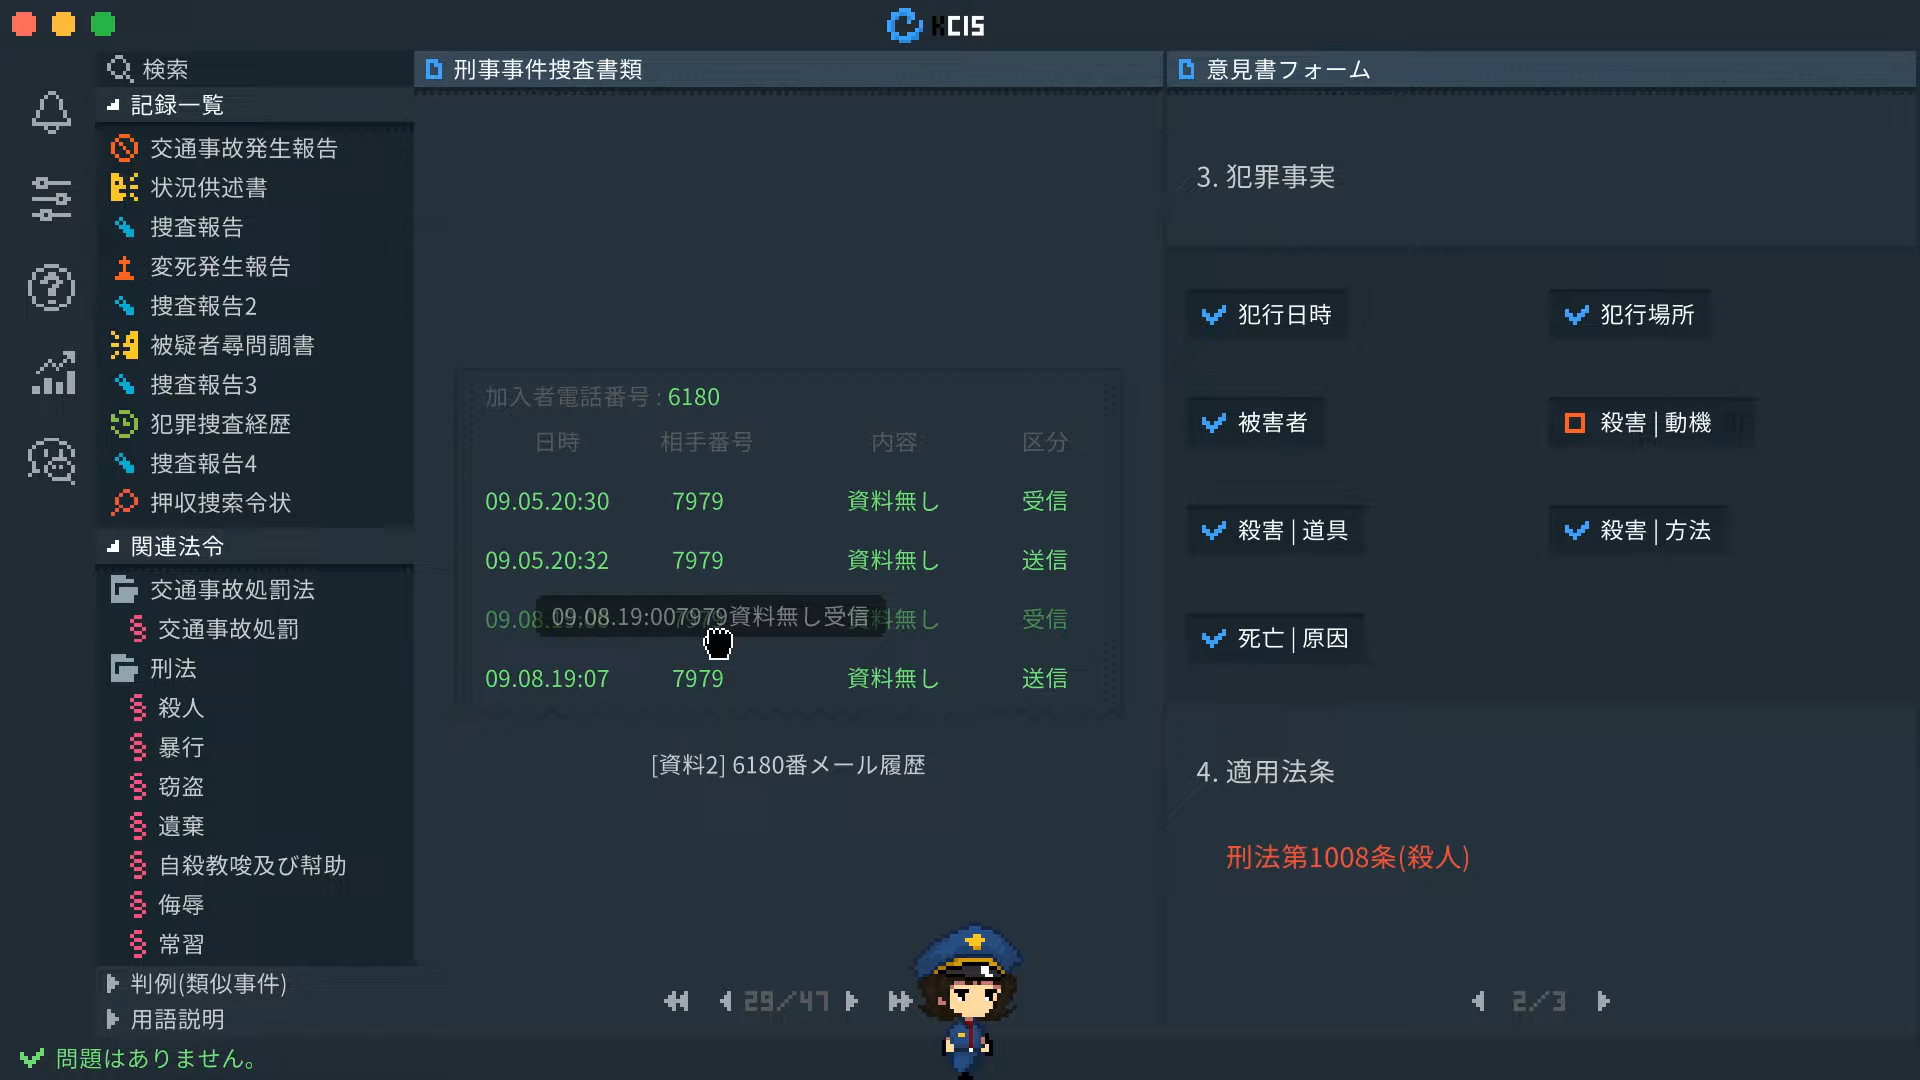 KCIS
検索
記録一覧
交通事故発生報告
状況供述書
捜査報告
変死発生報告
捜査報告2
被疑者尋問調書
捜査報告3
犯罪捜査経歴
捜査報告4
押収捜索令状
関連法令
交通事故処罰法
交通事故処罰
刑法
殺人
暴行
窃盗
遺棄
自殺教唆及び幇助
侮辱
常習
判例(類似事件)
用語説明
問題はありません。
刑事事件捜査書類
加入者電話番号 : 6180
日時 相手番号 内容 区分
09.05.20:30 7979 資料無し 受信
09.05.20:32 7979 資料無し 送信
09.08.19:007979資料無し受信
受信
09.08.19:07 7979 資料無し 送信
[資料2] 6180番メール履歴
29/47
意見書フォーム
3. 犯罪事実
犯行日時 犯行場所
被害者 殺害|動機
殺害|道具 殺害|方法
死亡|原因
4. 適用法条
刑法第1008条(殺人)
2/3